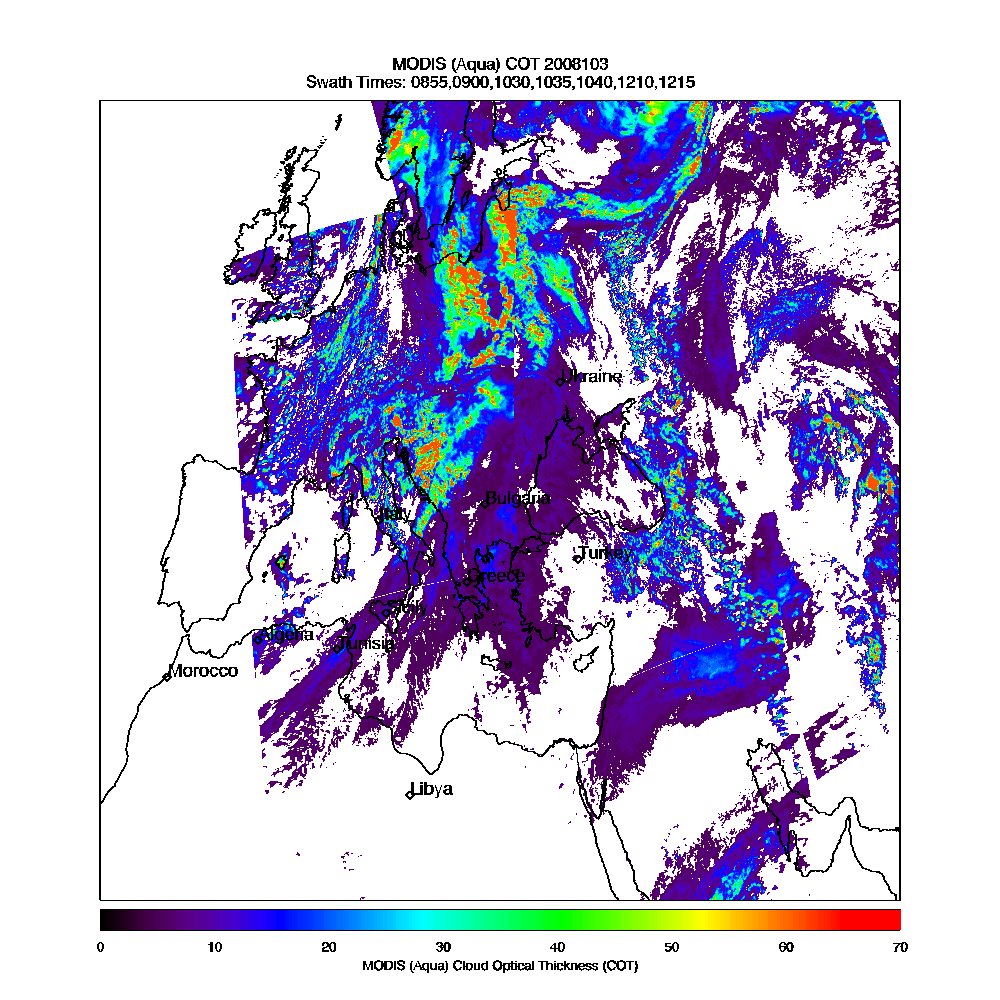 MODIS (Aqua) COT 2008103
Swath Times: 0855,0900,1030,1035,1040,1210,1215
Ukraine
Bulgaria
Italy
Turkey
Greece
Sicily
Algeria
Tunisia
Morocco
Libya
0 10 20 30 40 50 60 70
MODIS (Aqua) Cloud Optical Thickness (COT)